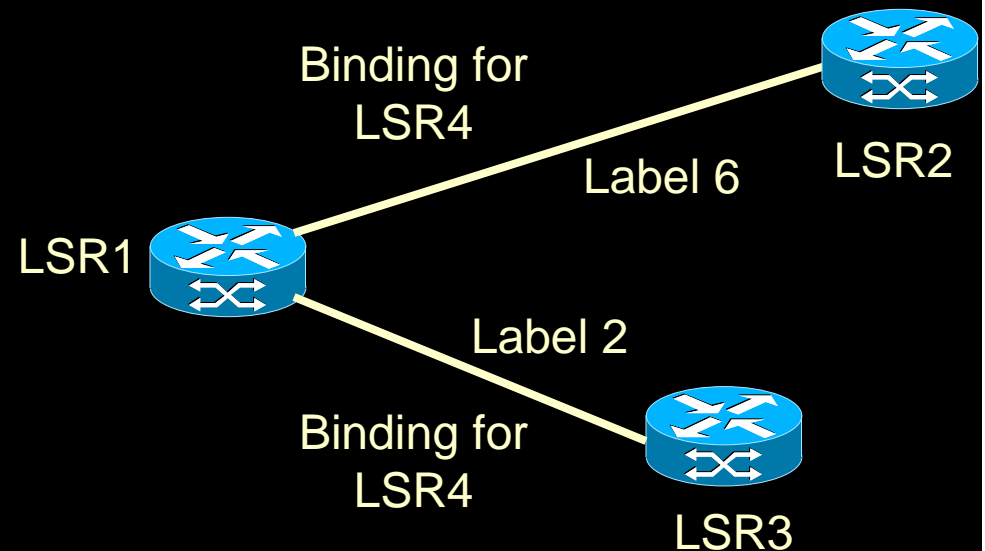 Binding for
LSR4
LSR2
Label 6
LSR1
Label 2
Binding for
LSR4
LSR3